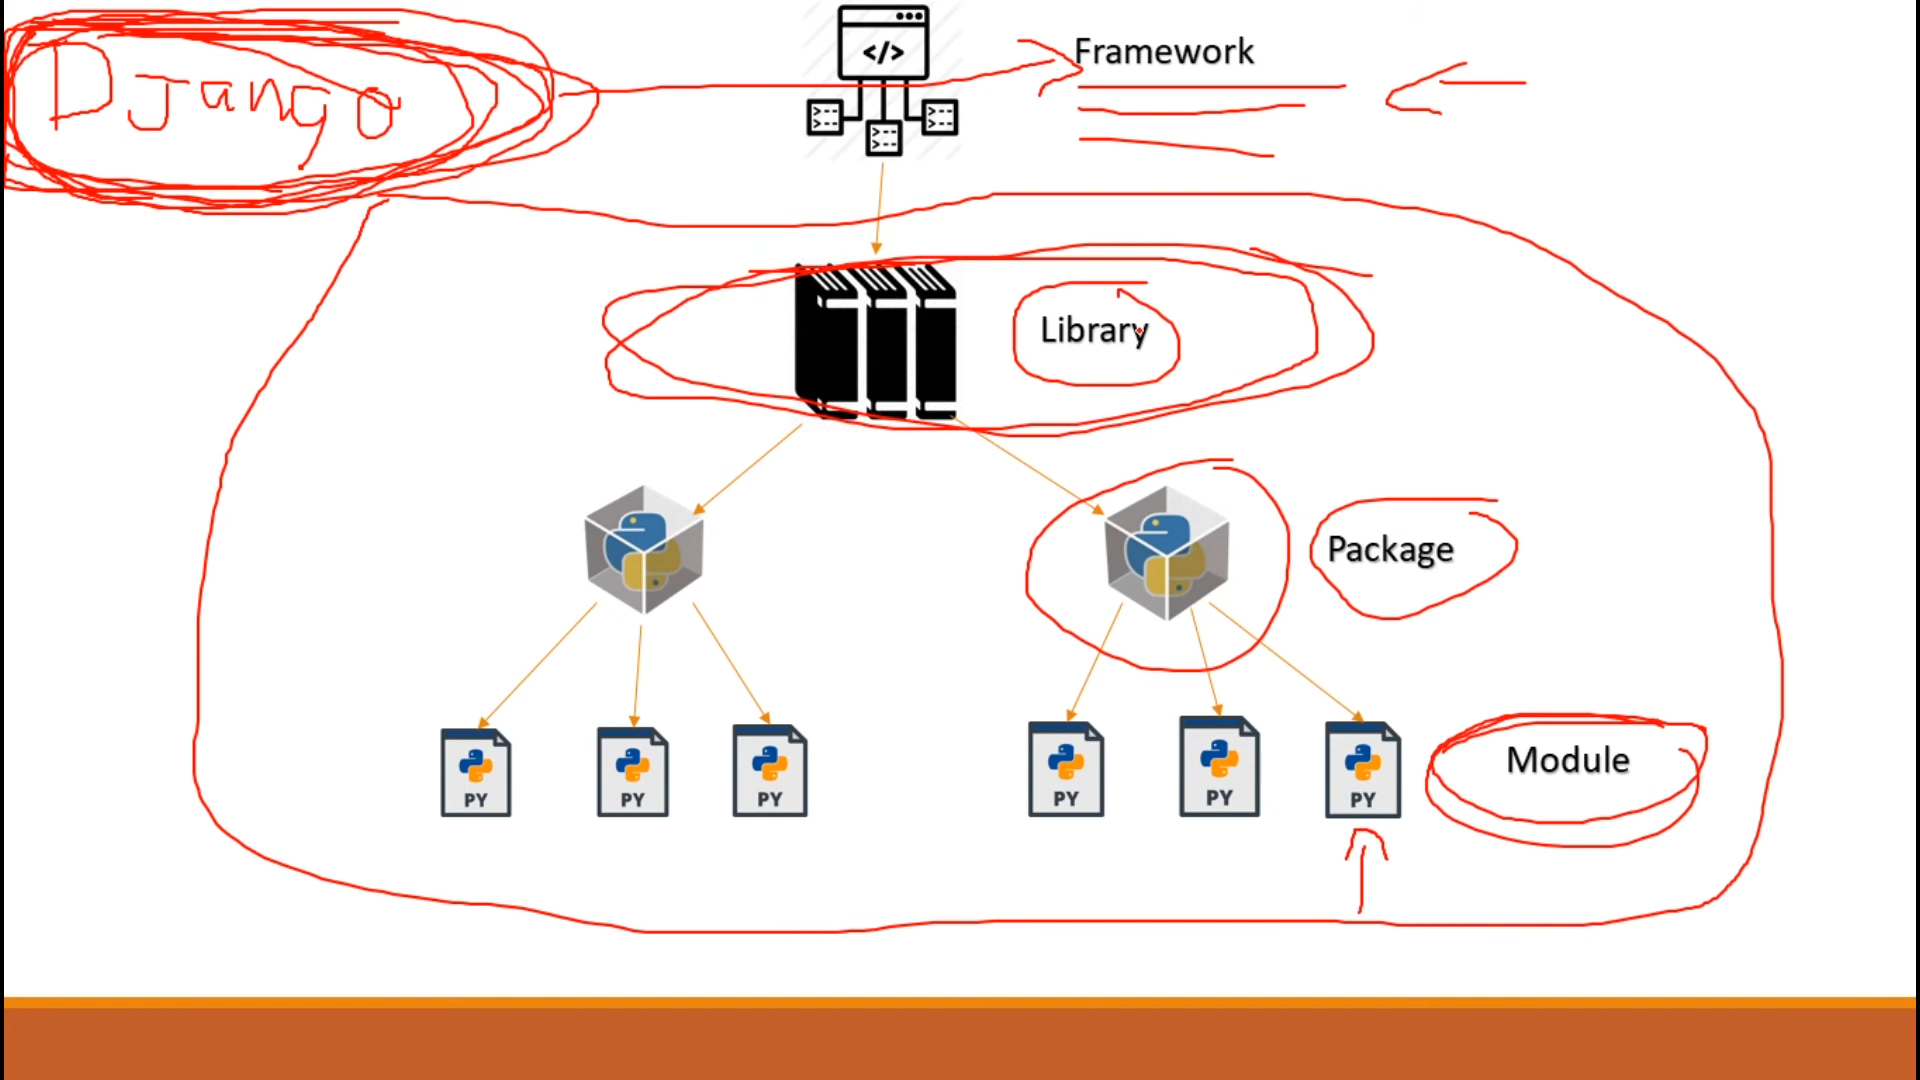 Django
</>
Framework
Library
Package
Module
PY PY PY PY PY PY